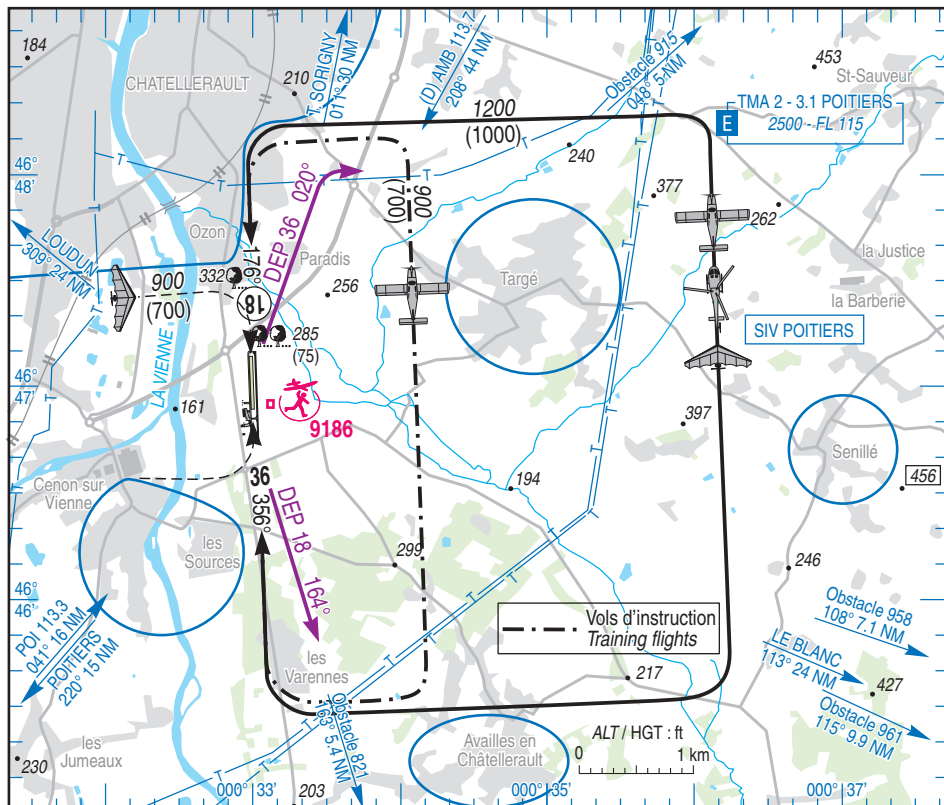 184
CHATELLERAULT
210
T. SORIGNY
011° 30 NM
(D) AMB 113.7
208° 44 NM
Obstacle 915
048° 5 NM
453
St-Sauveur
E
TMA 2 - 3.1 POITIERS
2500 - FL 115
1200
(1000)
240
46°
48'
377
262
900
(700)
DEP 36 020°
176°
Ozon
Paradis
LOUDUN
309° 24 NM
332
900
(700)
18
256
Targé
la Justice
la Barberie
SIV POITIERS
285
(75)
LA VIENNE
46°
47'
161
9186
397
Senillé
36
356°
Cenon sur
Vienne
194
456
DEP 18 164°
les
Sources
299
246
46°
46'
POI 113.3
041° 16 NM
POITIERS
220° 15 NM
Vols d'instruction
Training flights
Obstacle 958
108° 7.1 NM
LE BLANC
113° 24 NM
les
Varennes
217
427
Obstacle 961
115° 9.9 NM
Obstacle 821
163° 5.4 NM
les
Jumeaux
230
Availles en
Châtellerault
ALT / HGT : ft
0 1 km
203
000° 33'
000° 35'
000° 37'
T
T
T
T
T
T
T
T
T
T
T